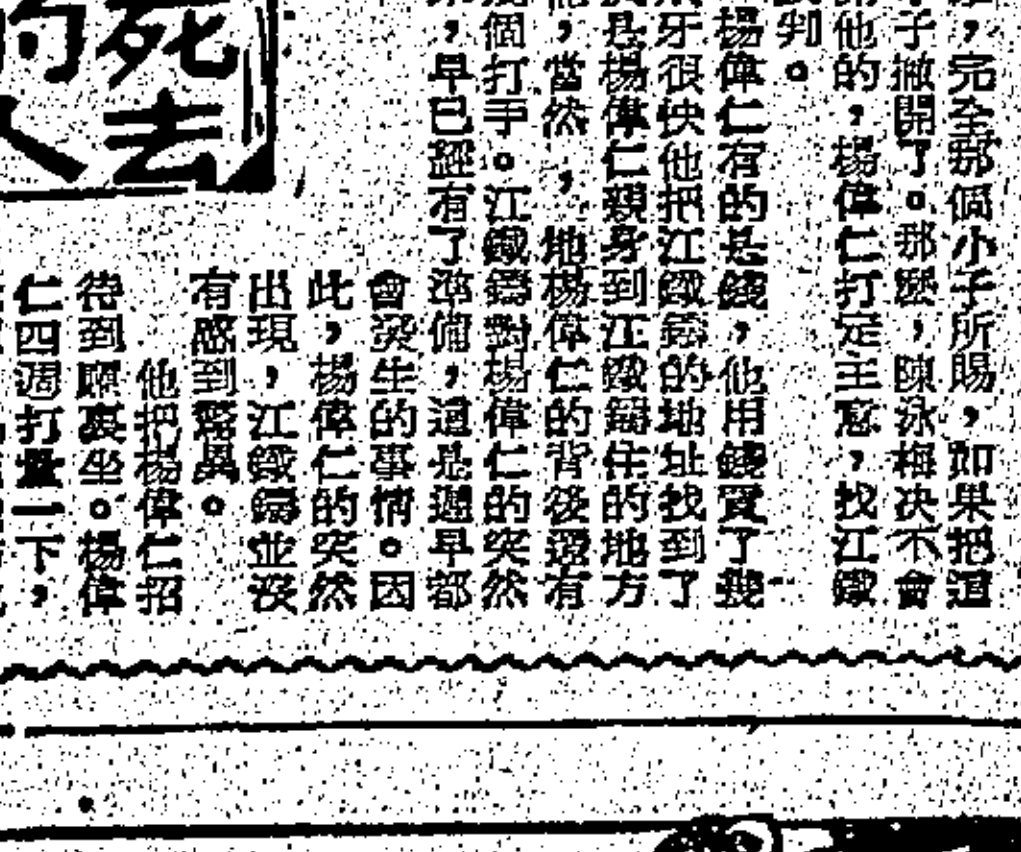 ，完全那個小子所賜，如果把這
子撇開了。那麽，陳泳梅决不會
他的，楊偉仁打定主意，找江鐵
判。
楊偉仁有的是錢，他用錢買了幾
牙很快他把江鐵鑄的地址找到了
是楊偉仁親身到江鐵鑄住的地方
，當然，，地楊偉仁的背後還有
個打手。江鐵鑄對楊偉仁的突然
，早已經有了準備，這是遲早都
會發生的事情。因
此，楊偉仁的突然
出現，江鐵鑄並沒
有感到驚異。
他把楊偉仁招
待到廳裏坐。楊偉
仁四週打量一下，
死去
的人